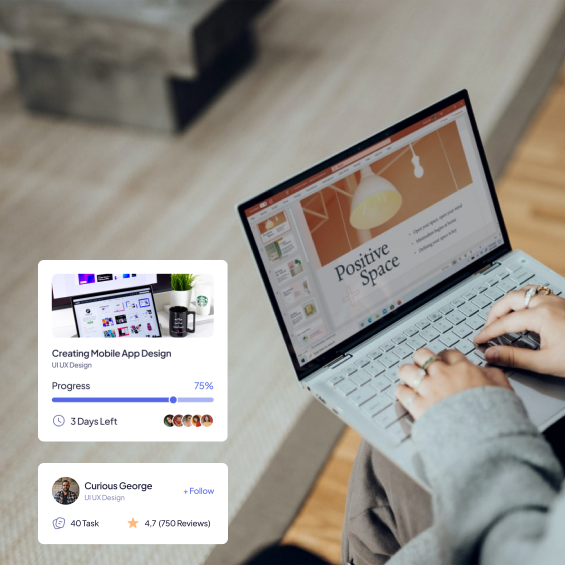 Positive
Space
Creating Mobile App Design
UI UX Design
Progress 75%
3 Days Left
Curious George + Follow
UI UX Design
40 Task 4,7 (750 Reviews)